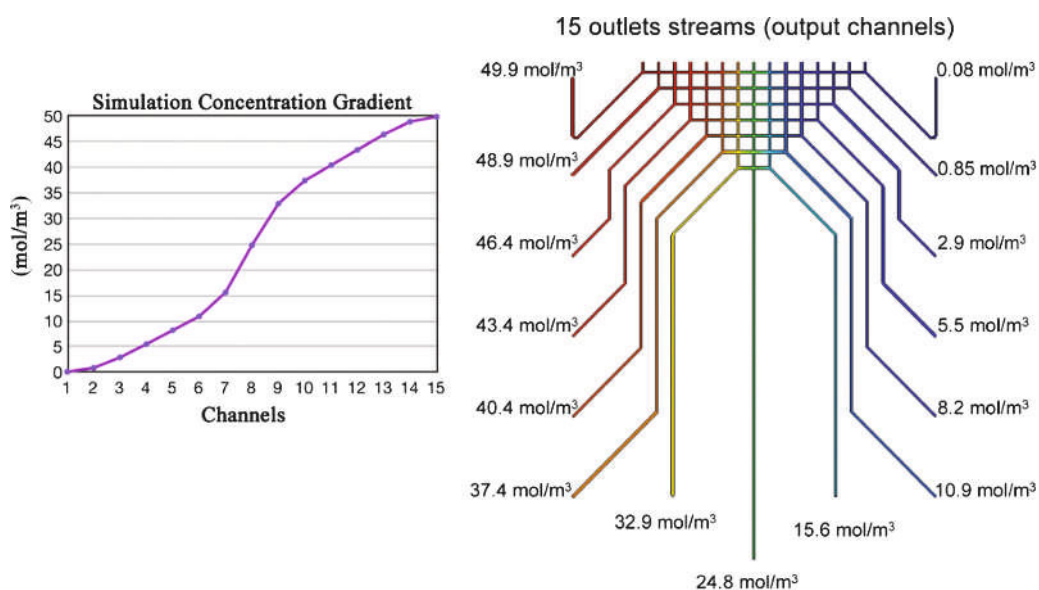 Simulation Concentration Gradient
50
45
40
35
30
25
20
15
10
5
0
(mol/m³)
1 2 3 4 5 6 7 8 9 10 11 12 13 14 15
Channels
15 outlets streams (output channels)
49.9 mol/m³
0.08 mol/m³
48.9 mol/m³
0.85 mol/m³
46.4 mol/m³
2.9 mol/m³
43.4 mol/m³
5.5 mol/m³
40.4 mol/m³
8.2 mol/m³
37.4 mol/m³
10.9 mol/m³
32.9 mol/m³
15.6 mol/m³
24.8 mol/m³